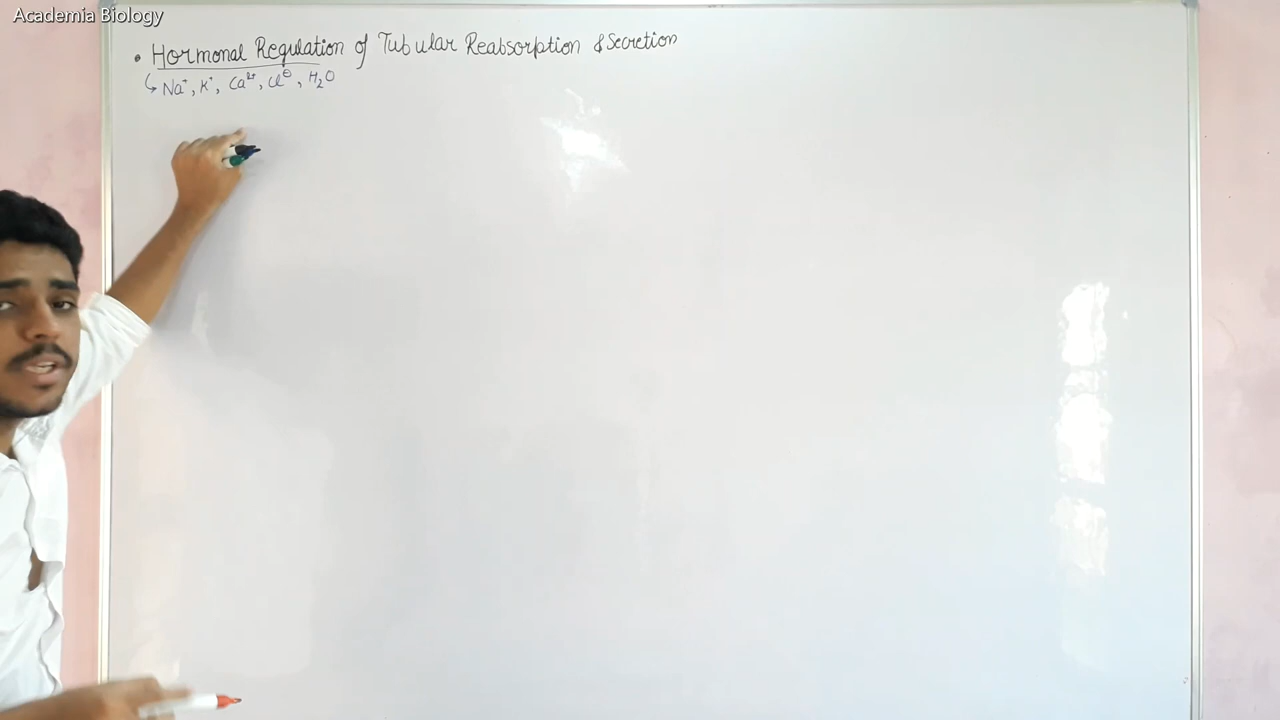 Academia Biology
• Hormonal Regulation of Tubular Reabsorption & Secretion
↳ Na⁺, K⁺, Ca²⁺, Cl⊖, H₂O